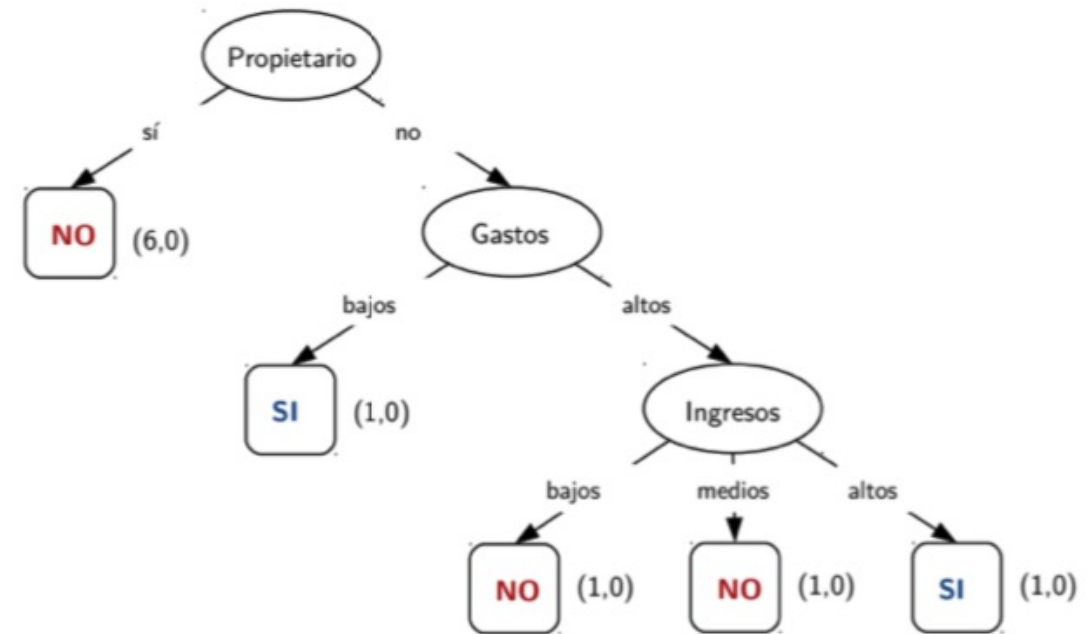 Propietario
sí
no
NO (6,0)
Gastos
bajos
altos
SI (1,0)
Ingresos
bajos
medios
altos
NO (1,0)
NO (1,0)
SI (1,0)